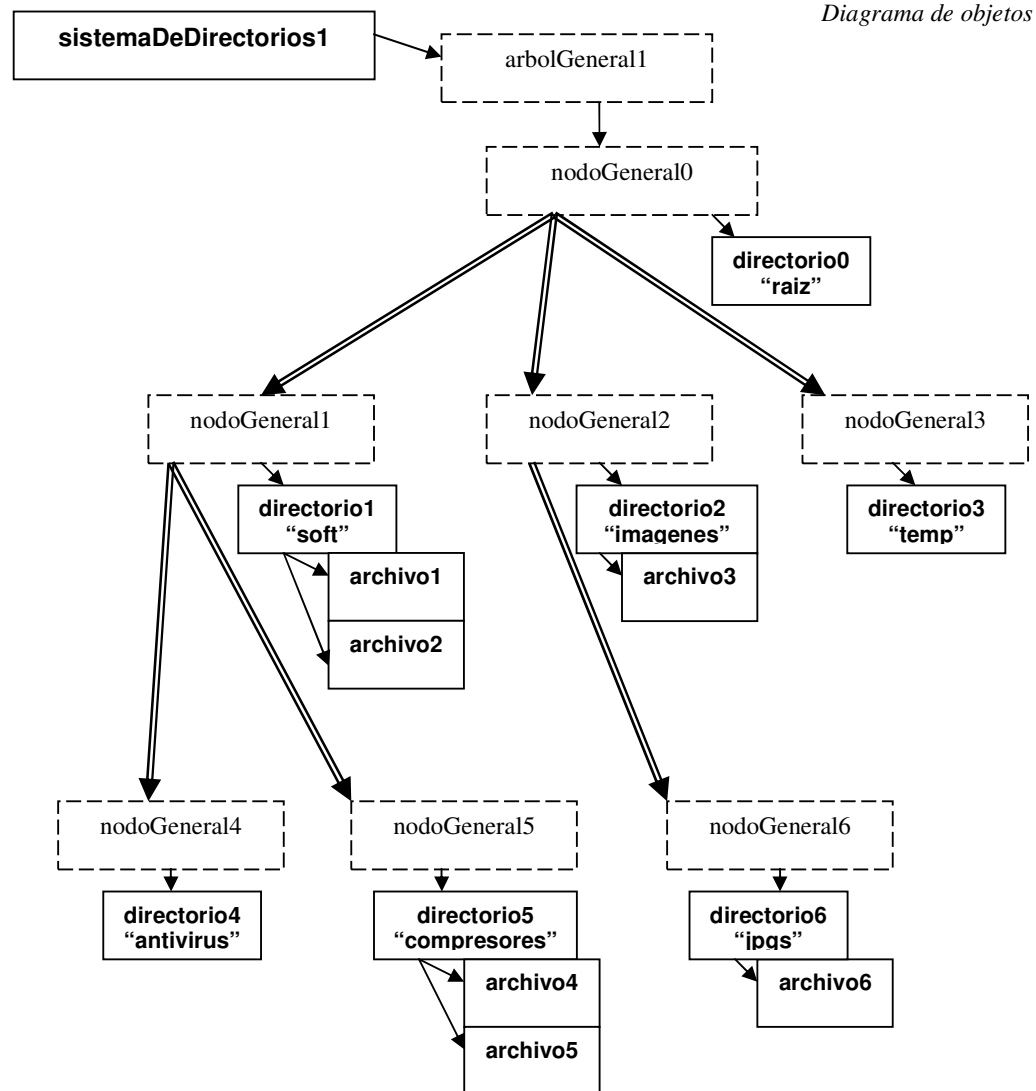 Diagrama de objetos
sistemaDeDirectorios1
arbolGeneral1
nodoGeneral0
directorio0
“raiz”
nodoGeneral1
nodoGeneral2
nodoGeneral3
directorio1
“soft”
directorio2
“imagenes”
directorio3
“temp”
archivo1
archivo3
archivo2
nodoGeneral4
nodoGeneral5
nodoGeneral6
directorio4
“antivirus”
directorio5
“compresores”
directorio6
“jpgs”
archivo4
archivo6
archivo5